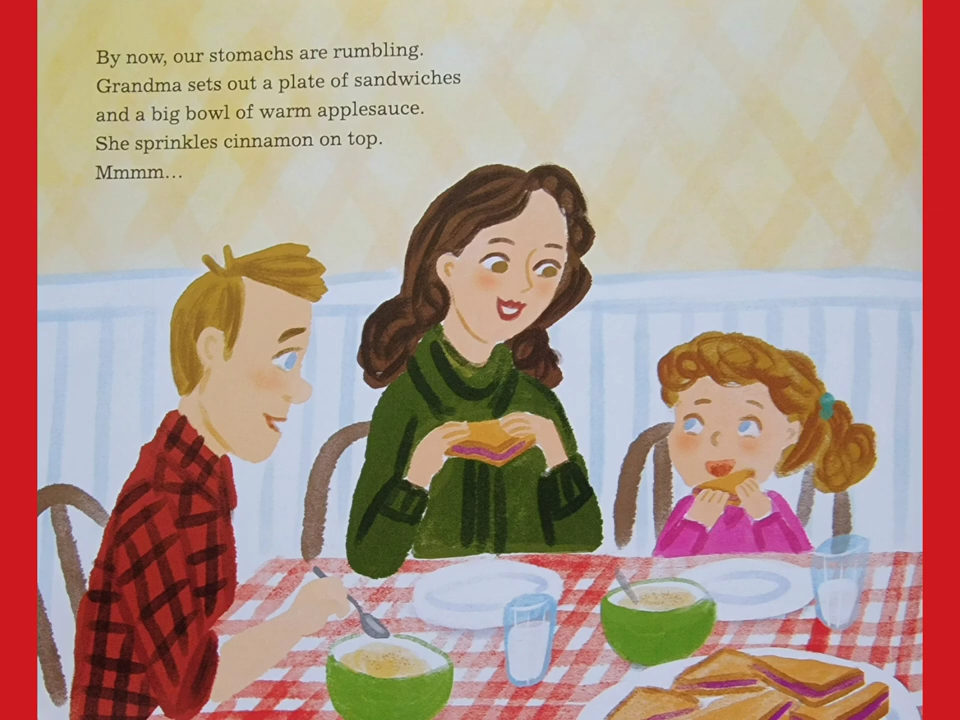 By now, our stomachs are rumbling.
Grandma sets out a plate of sandwiches
and a big bowl of warm applesauce.
She sprinkles cinnamon on top.
Mmmm...